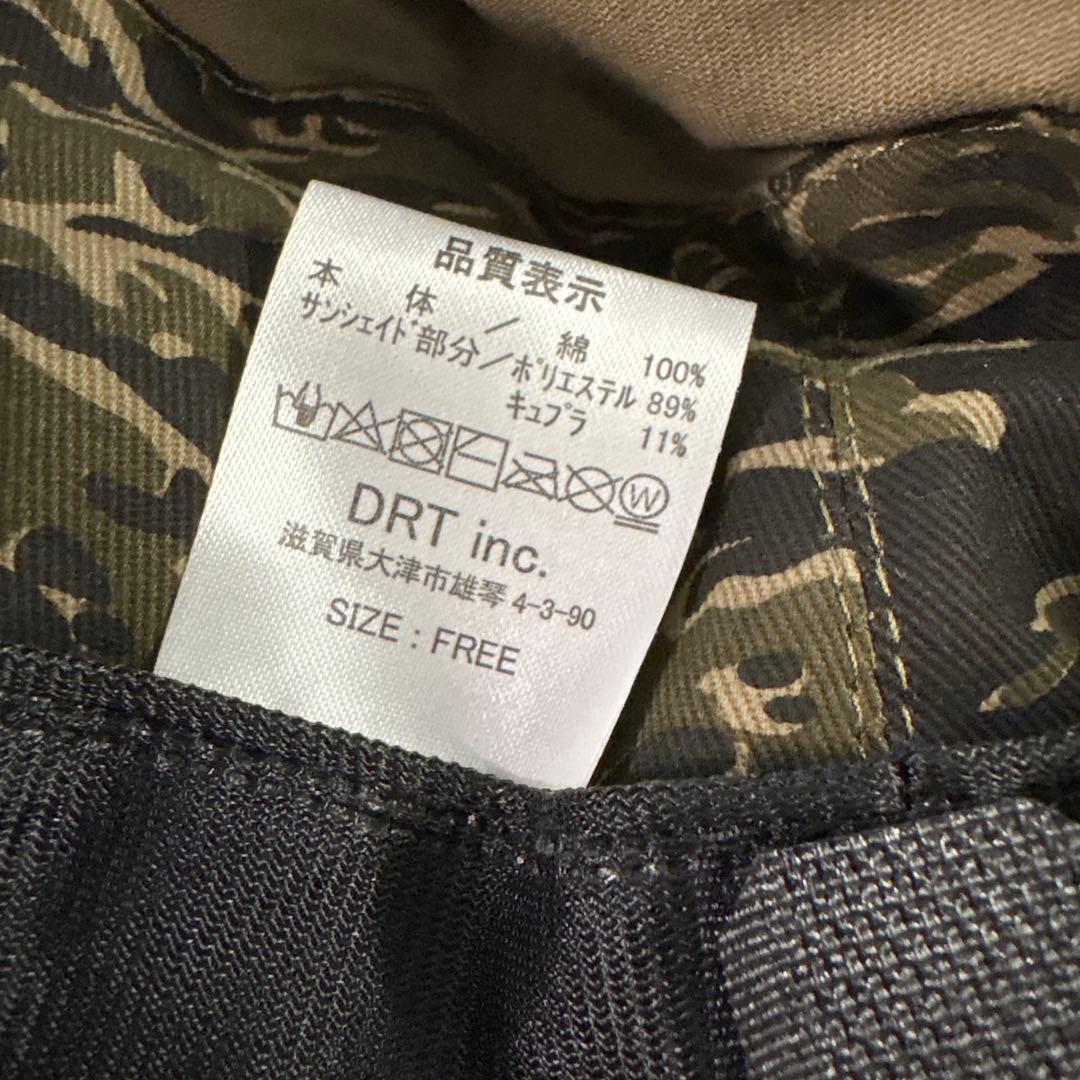 品質表示
本　体／綿 100%
サンシェイド部分／ポリエステル 89%
キュプラ 11%
W
DRT inc.
滋賀県大津市雄琴 4-3-90
SIZE : FREE